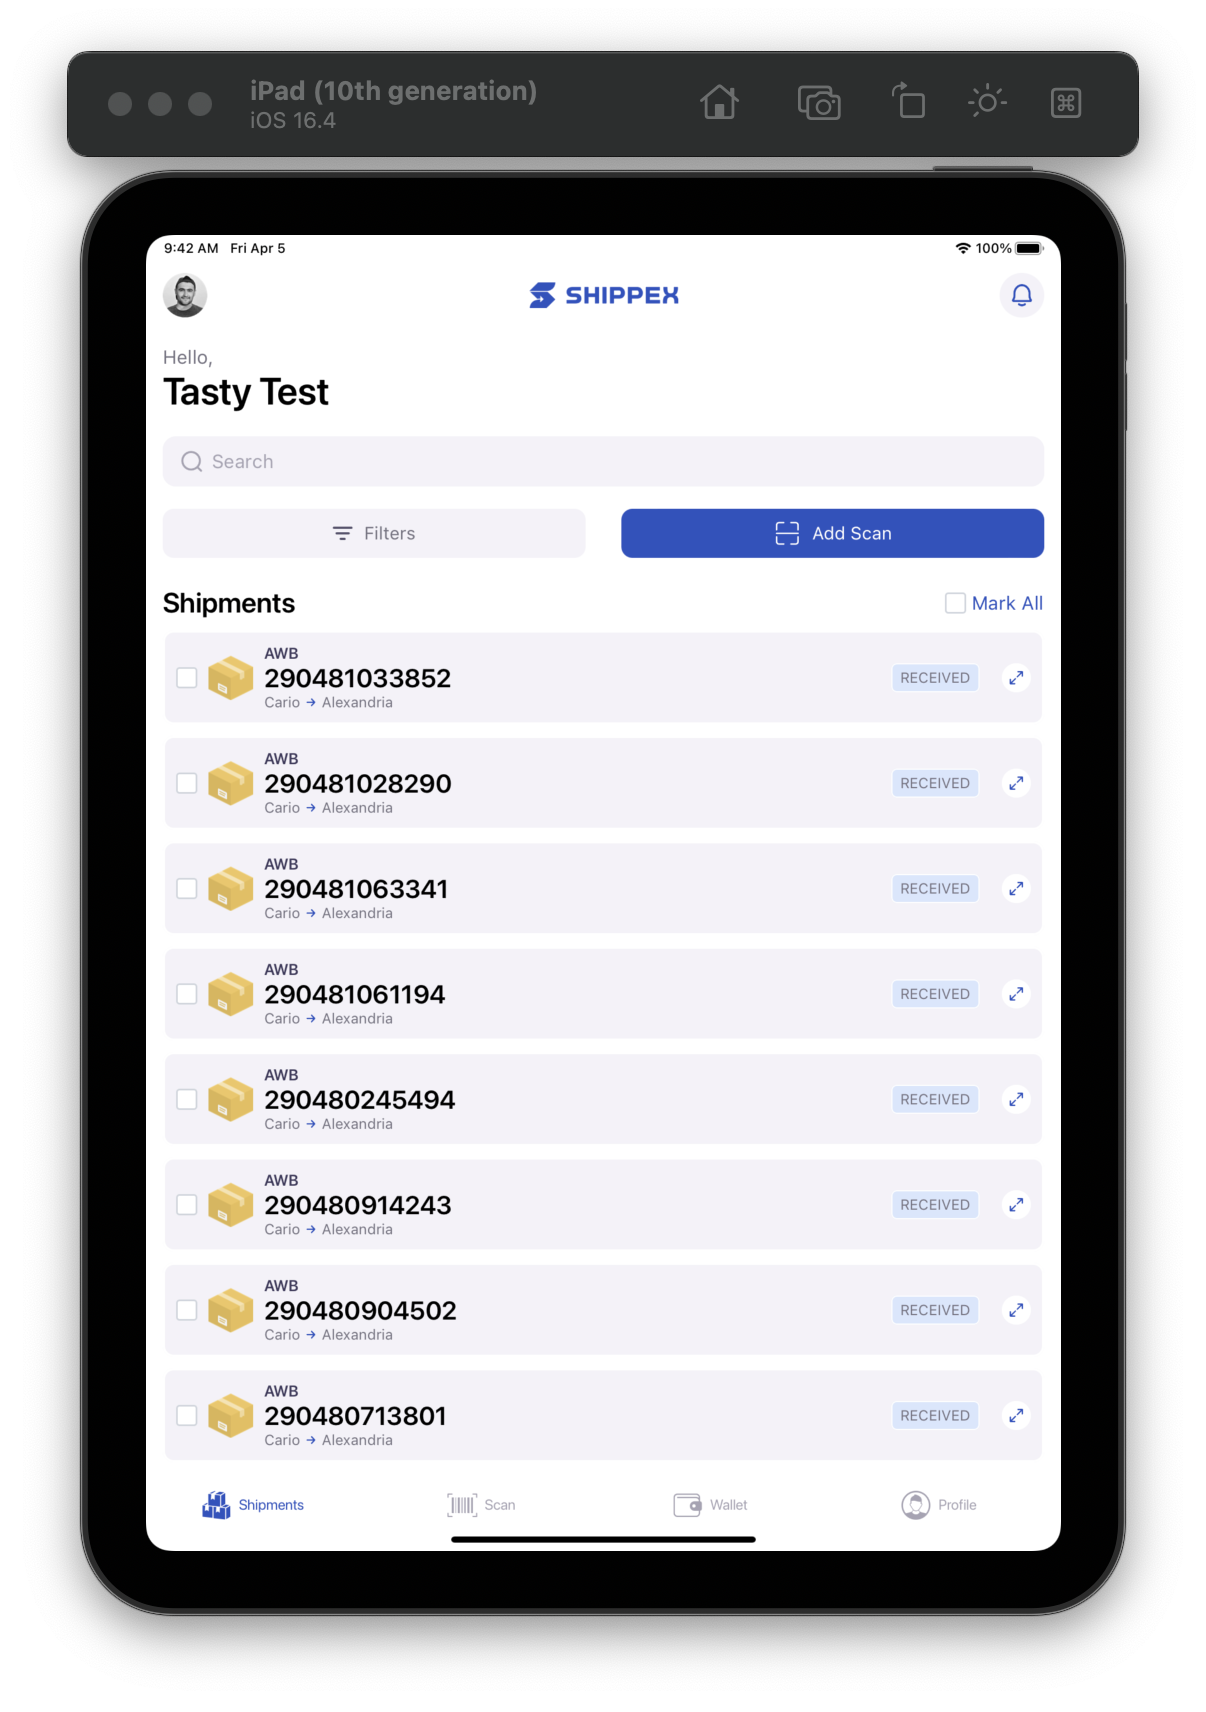 iPad (10th generation)
iOS 16.4
9:42 AM Fri Apr 5
100%
SHIPPEX
Hello,
Tasty Test
Search
Filters
Add Scan
Shipments
Mark All
AWB
290481033852
Cario → Alexandria
RECEIVED
AWB
290481028290
Cario → Alexandria
RECEIVED
AWB
290481063341
Cario → Alexandria
RECEIVED
AWB
290481061194
Cario → Alexandria
RECEIVED
AWB
290480245494
Cario → Alexandria
RECEIVED
AWB
290480914243
Cario → Alexandria
RECEIVED
AWB
290480904502
Cario → Alexandria
RECEIVED
AWB
290480713801
Cario → Alexandria
RECEIVED
Shipments
Scan
Wallet
Profile